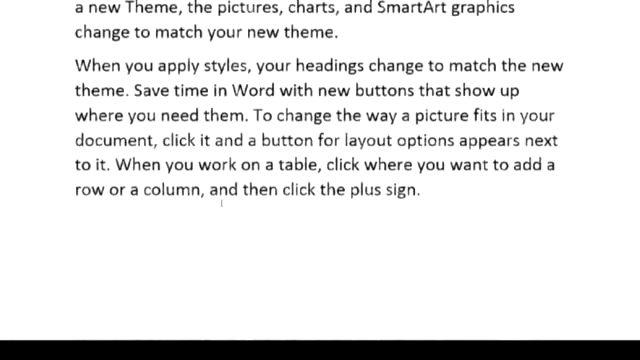 a new Theme, the pictures, charts, and SmartArt graphics
change to match your new theme.
When you apply styles, your headings change to match the new
theme. Save time in Word with new buttons that show up
where you need them. To change the way a picture fits in your
document, click it and a button for layout options appears next
to it. When you work on a table, click where you want to add a
row or a column, and then click the plus sign.